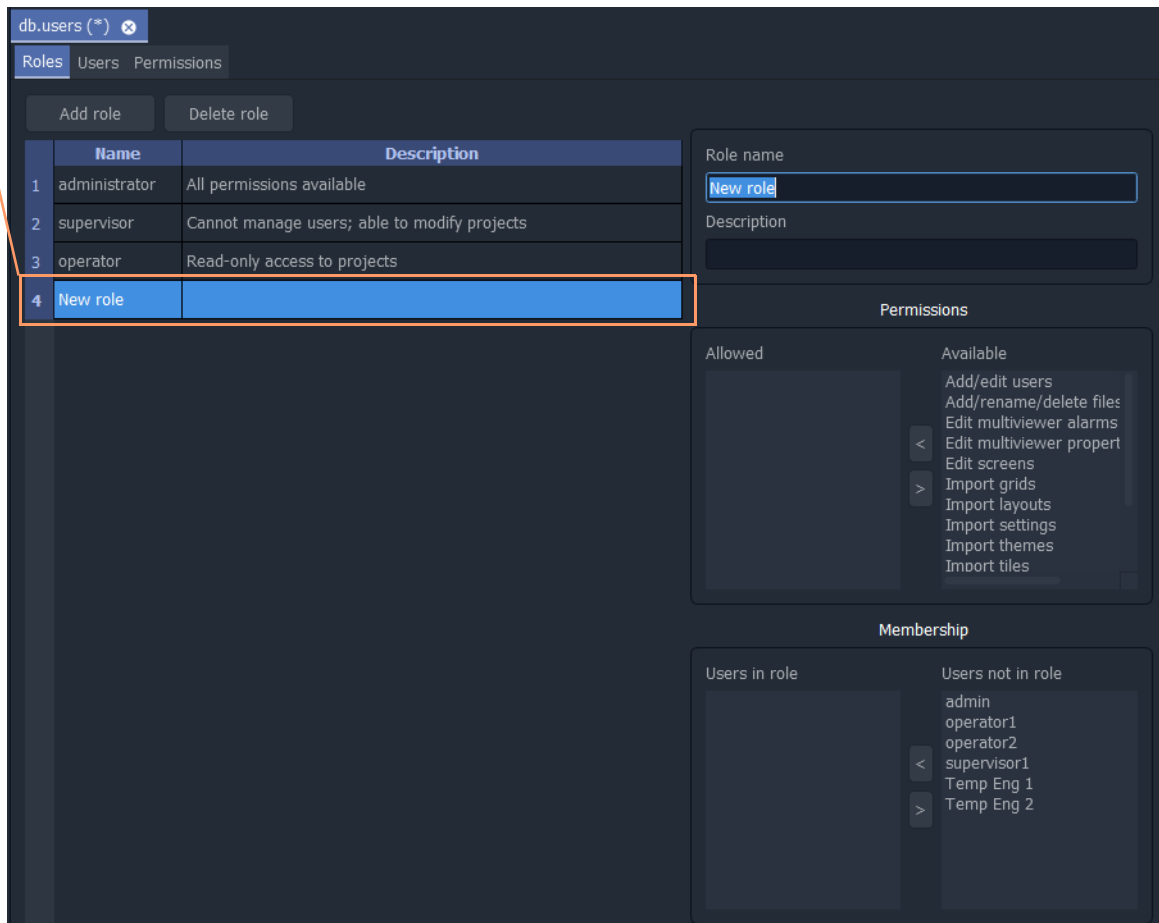 db.users (*)
Roles Users Permissions
Add role Delete role
Name Description
1 administrator All permissions available
2 supervisor Cannot manage users; able to modify projects
3 operator Read-only access to projects
4 New role
Role name
New role
Description
Permissions
Allowed
Available
Add/edit users
Add/rename/delete files
Edit multiviewer alarms
Edit multiviewer propert
Edit screens
Import grids
Import layouts
Import settings
Import themes
Import tiles
<
>
Membership
Users in role
Users not in role
admin
operator1
operator2
supervisor1
Temp Eng 1
Temp Eng 2
<
>